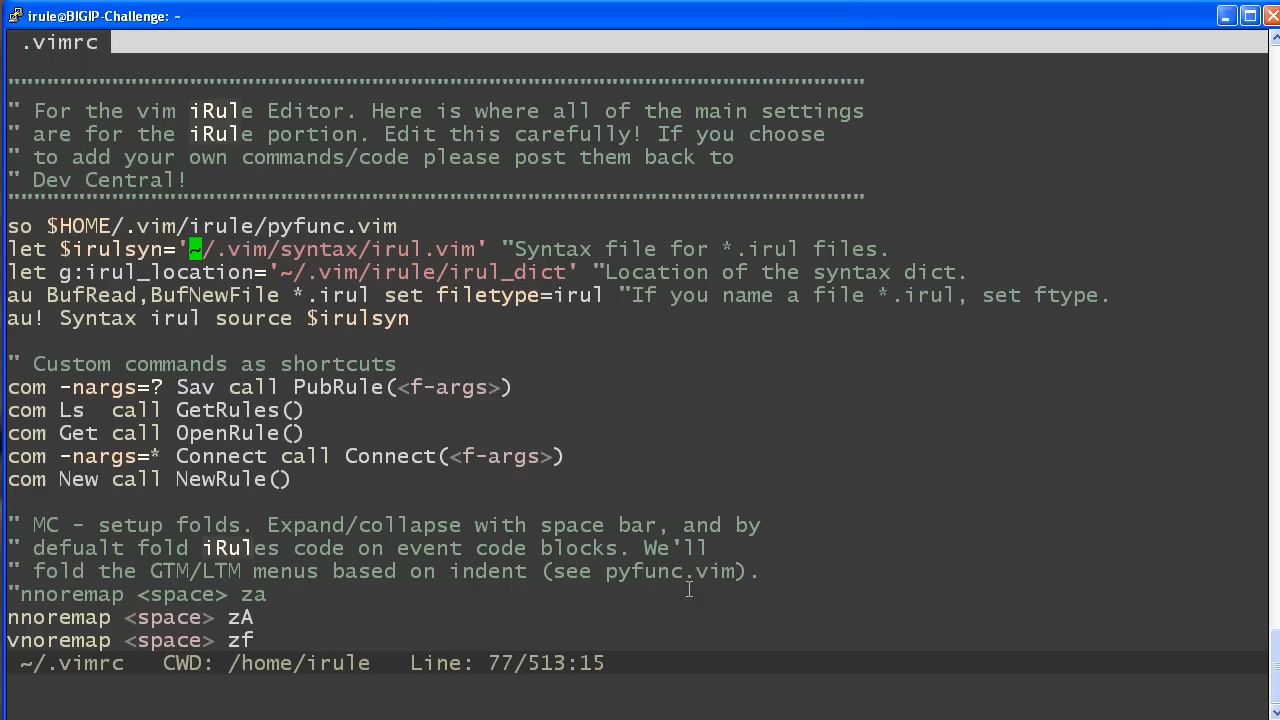 irule@BIGIP-Challenge: ~
.vimrc
""""""""""""""""""""""""""""""""""""""""""""""""""""""""""""""""""
" For the vim iRule Editor. Here is where all of the main settings
" are for the iRule portion. Edit this carefully! If you choose
" to add your own commands/code please post them back to
" Dev Central!
""""""""""""""""""""""""""""""""""""""""""""""""""""""""""""""""""
so $HOME/.vim/irule/pyfunc.vim
let $irulsyn='~/.vim/syntax/irul.vim' "Syntax file for *.irul files.
let g:irul_location='~/.vim/irule/irul_dict' "Location of the syntax dict.
au BufRead,BufNewFile *.irul set filetype=irul "If you name a file *.irul, set ftype.
au! Syntax irul source $irulsyn
" Custom commands as shortcuts
com -nargs=? Sav call PubRule(<f-args>)
com Ls  call GetRules()
com Get call OpenRule()
com -nargs=* Connect call Connect(<f-args>)
com New call NewRule()
" MC - setup folds. Expand/collapse with space bar, and by
" defualt fold iRules code on event code blocks. We'll
" fold the GTM/LTM menus based on indent (see pyfunc.vim).
"nnoremap <space> za
nnoremap <space> zA
vnoremap <space> zf
~/.vimrc   CWD: /home/irule   Line: 77/513:15